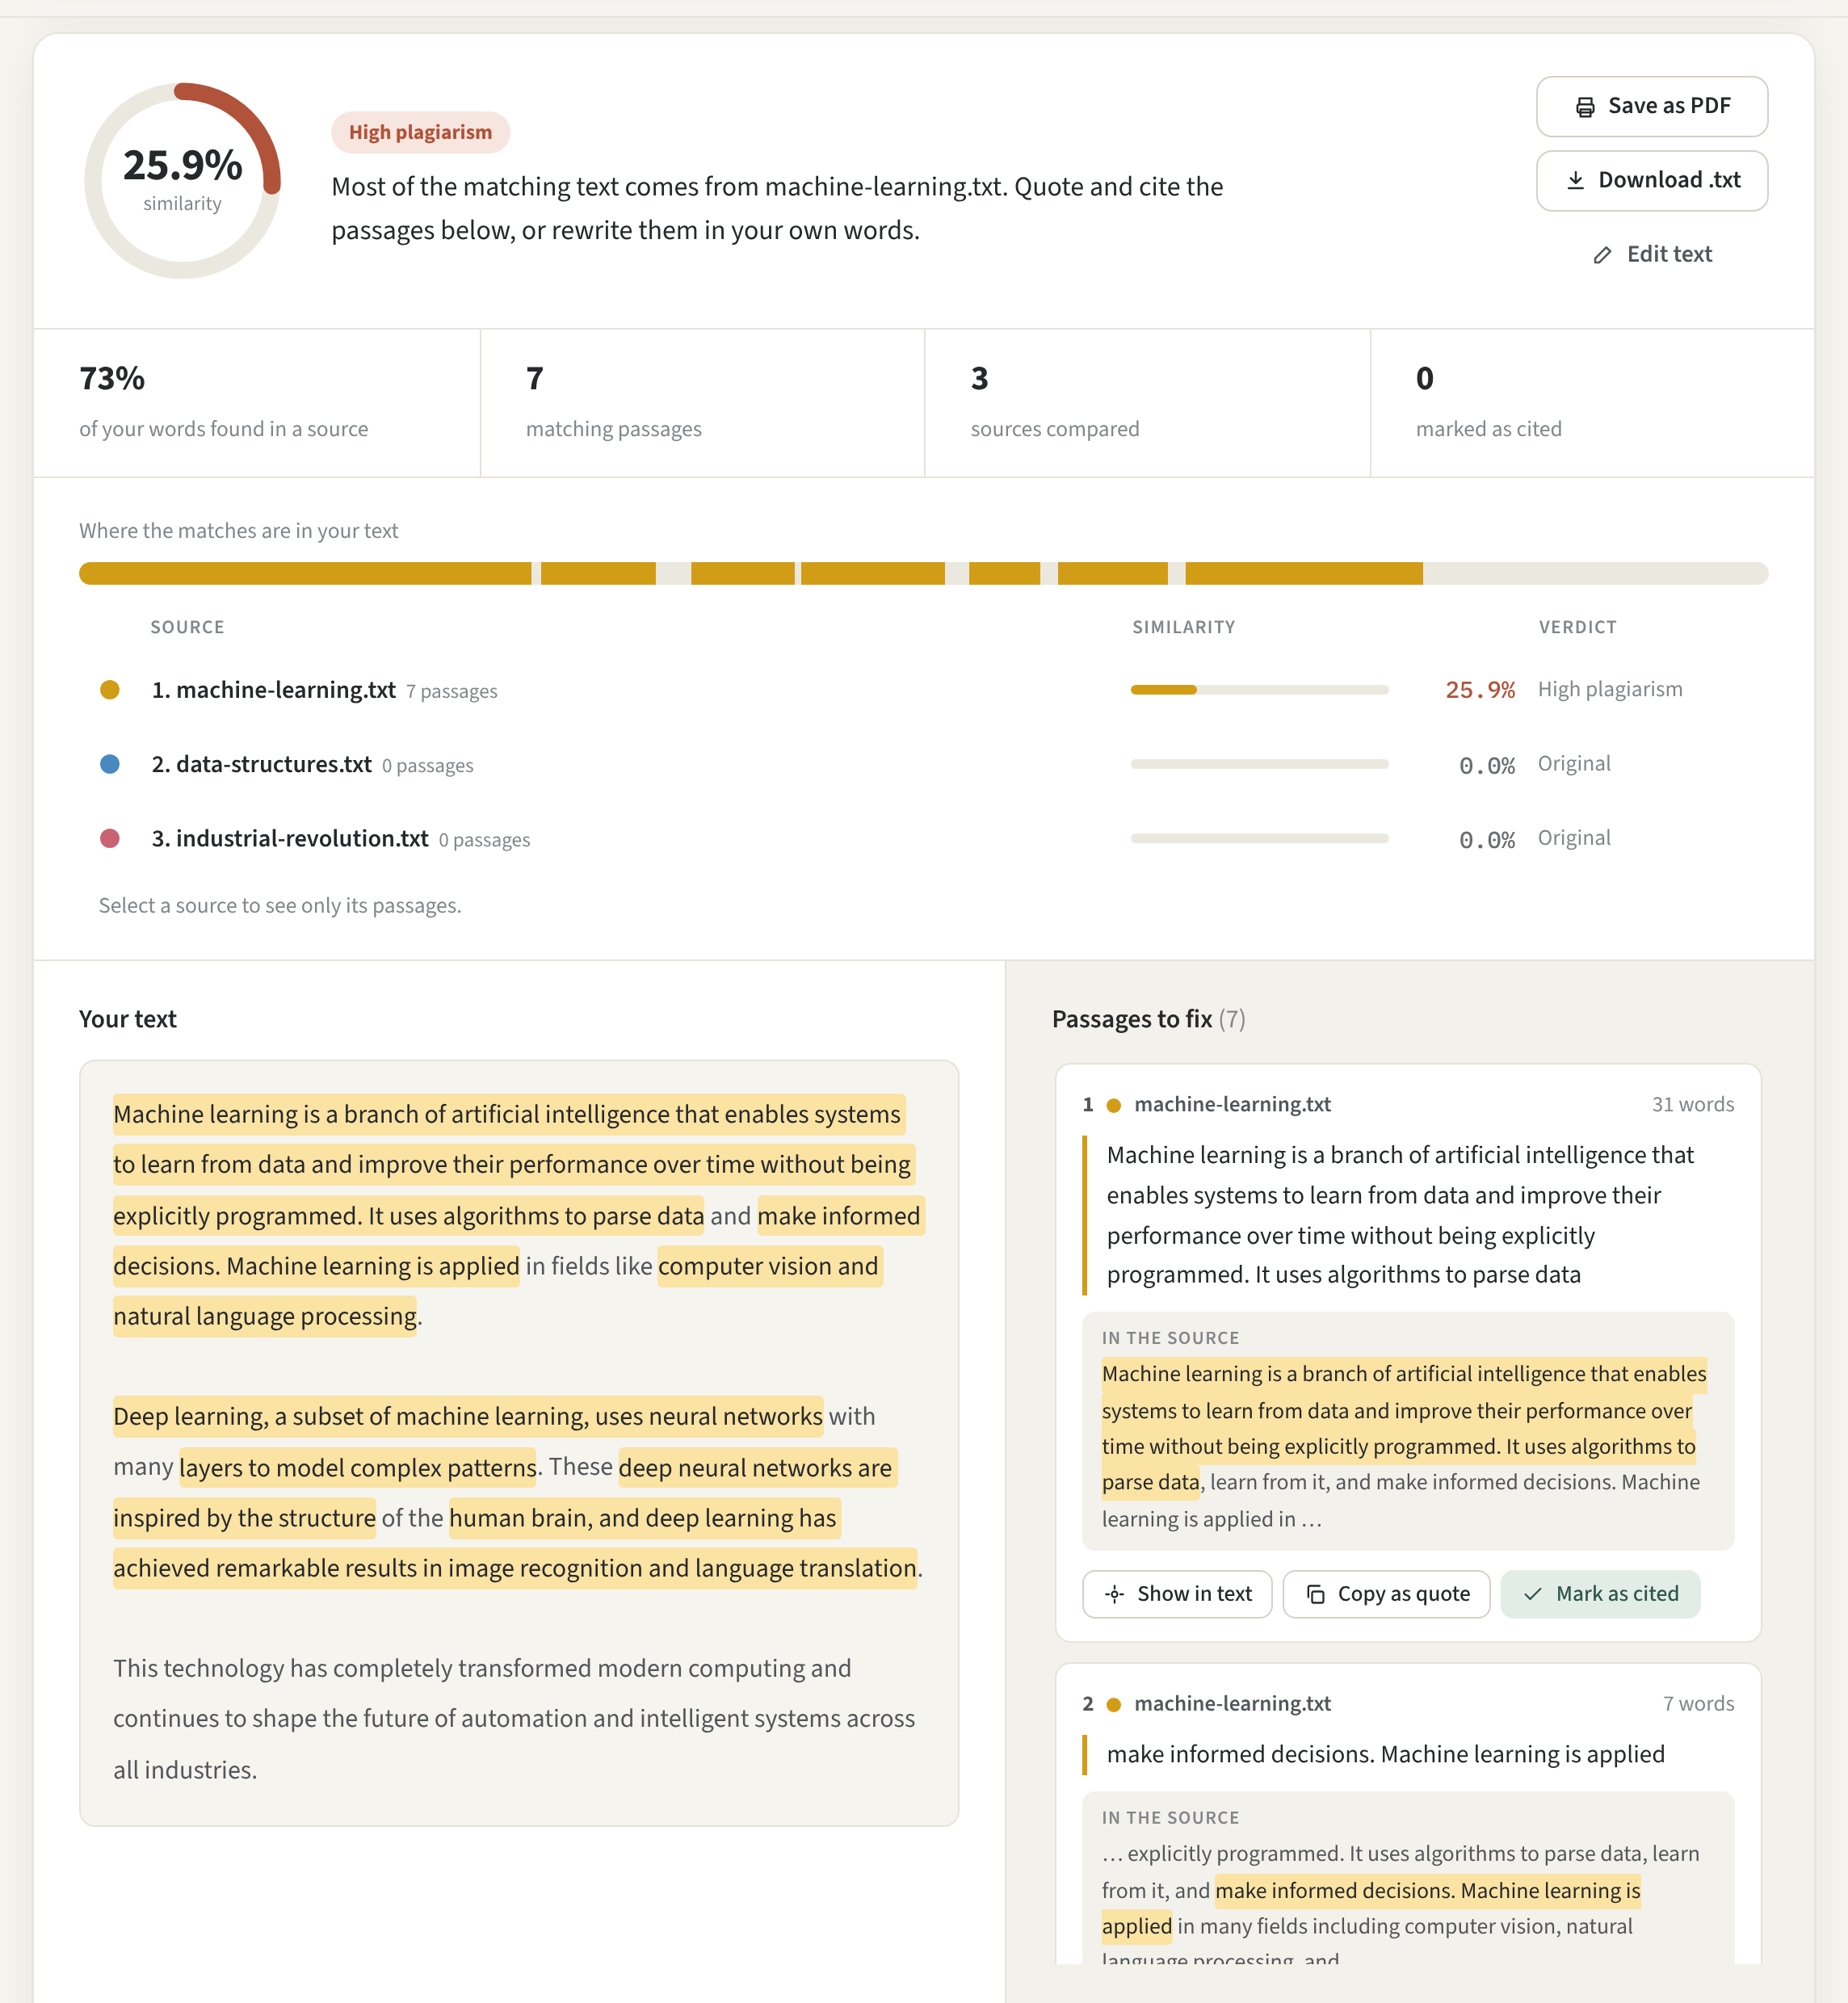 25.9%
similarity
High plagiarism
Most of the matching text comes from machine-learning.txt. Quote and cite the
passages below, or rewrite them in your own words.
Save as PDF
Download .txt
Edit text
73%
of your words found in a source
7
matching passages
3
sources compared
0
marked as cited
Where the matches are in your text
SOURCE SIMILARITY VERDICT
1. machine-learning.txt 7 passages 25.9% High plagiarism
2. data-structures.txt 0 passages 0.0% Original
3. industrial-revolution.txt 0 passages 0.0% Original
Select a source to see only its passages.
Your text
Machine learning is a branch of artificial intelligence that enables systems
to learn from data and improve their performance over time without being
explicitly programmed. It uses algorithms to parse data and make informed
decisions. Machine learning is applied in fields like computer vision and
natural language processing.
Deep learning, a subset of machine learning, uses neural networks with
many layers to model complex patterns. These deep neural networks are
inspired by the structure of the human brain, and deep learning has
achieved remarkable results in image recognition and language translation.
This technology has completely transformed modern computing and
continues to shape the future of automation and intelligent systems across
all industries.
Passages to fix (7)
1 machine-learning.txt 31 words
Machine learning is a branch of artificial intelligence that
enables systems to learn from data and improve their
performance over time without being explicitly
programmed. It uses algorithms to parse data
IN THE SOURCE
Machine learning is a branch of artificial intelligence that enables
systems to learn from data and improve their performance over
time without being explicitly programmed. It uses algorithms to
parse data, learn from it, and make informed decisions. Machine
learning is applied in …
Show in text
Copy as quote
Mark as cited
2 machine-learning.txt 7 words
make informed decisions. Machine learning is applied
IN THE SOURCE
… explicitly programmed. It uses algorithms to parse data, learn
from it, and make informed decisions. Machine learning is
applied in many fields including computer vision, natural
language processing, and